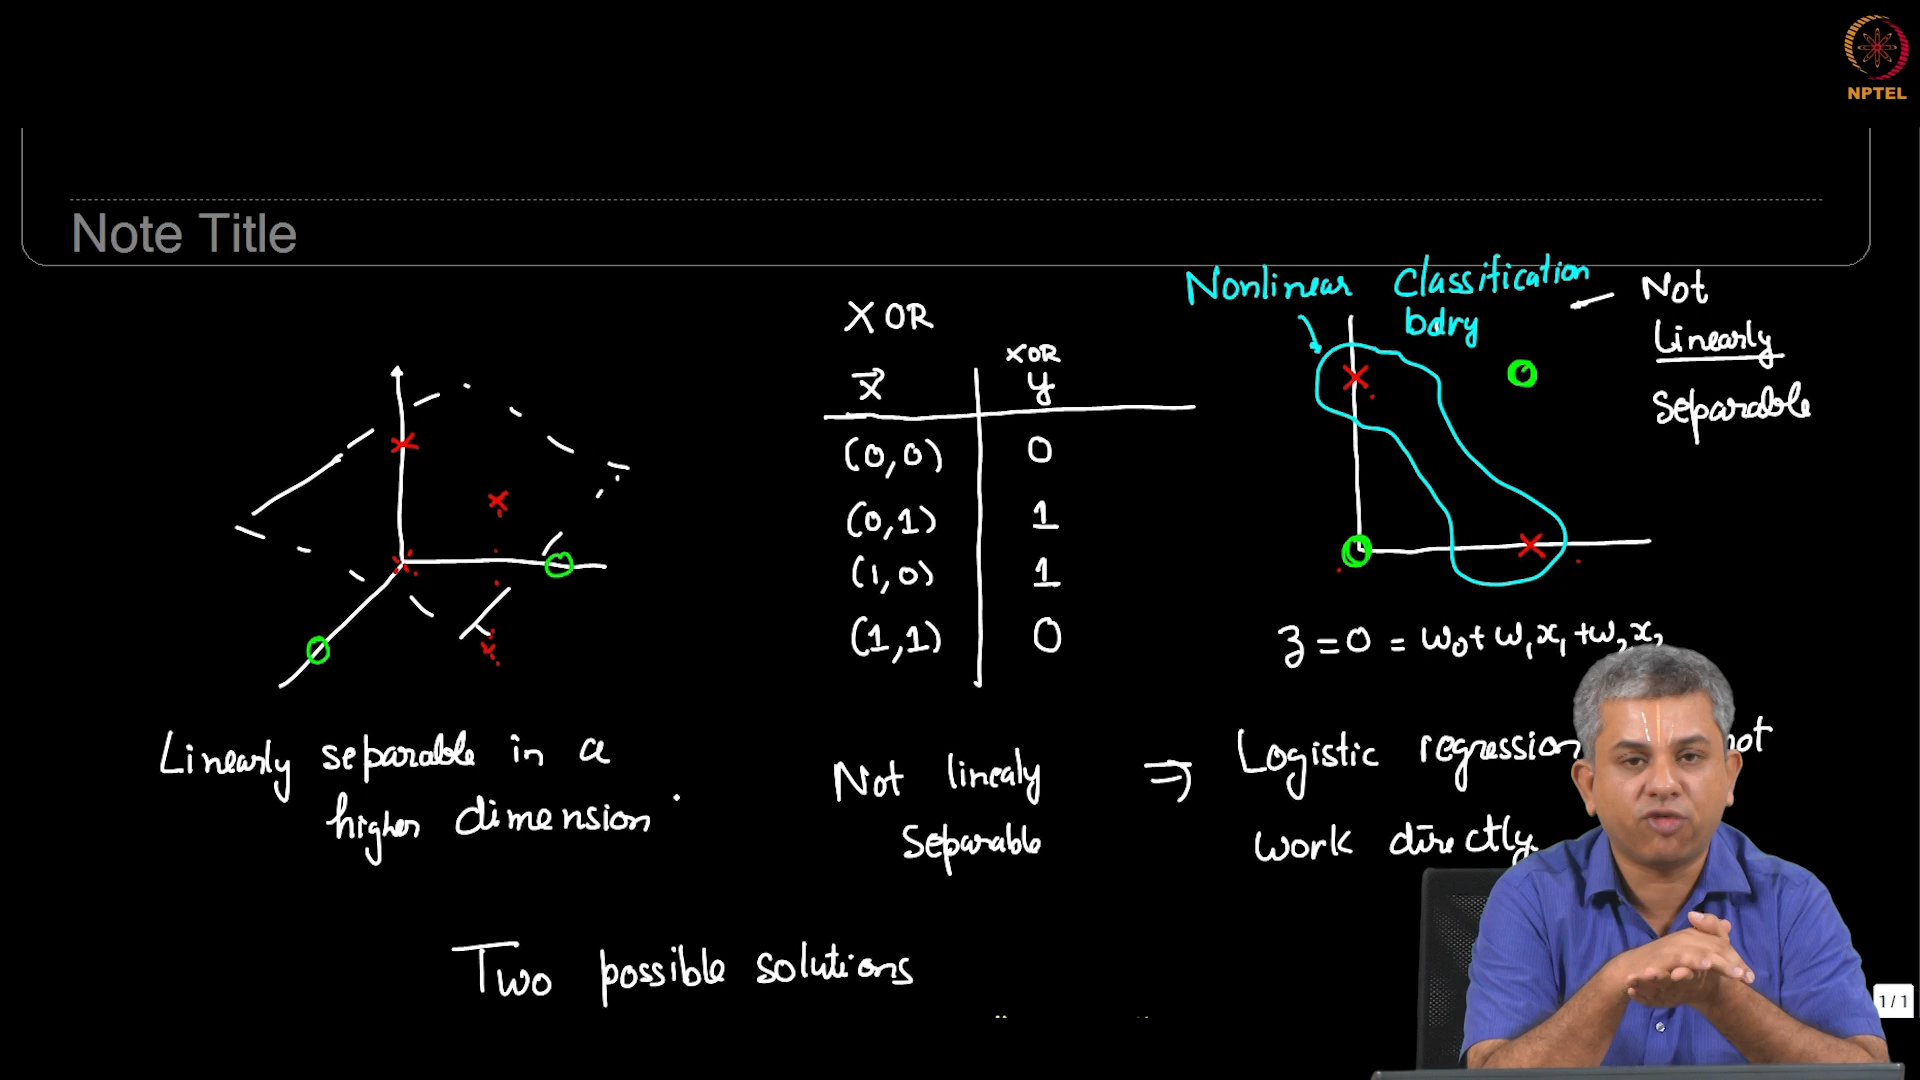 NPTEL
Note Title
Nonlinear Classification
bdry
Not
Linearly
Separable
XOR
x⃗
XOR
y
(0,0) 0
(0,1) 1
(1,0) 1
(1,1) 0
z = 0 = w₀ + w₁x₁ + w₂x₂
Linearly separable in a
higher dimension
Not linealy
Separable
⇒ Logistic regression not
work directly.
Two possible solutions
1/1